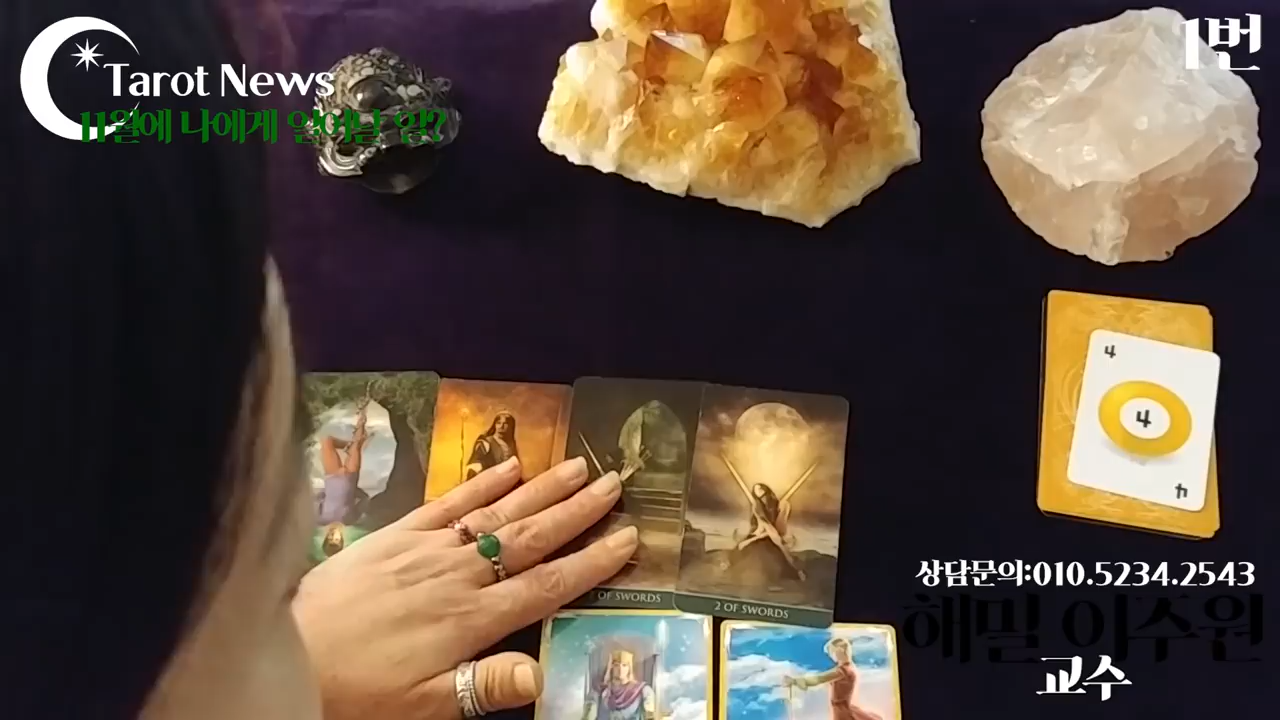 1번
Tarot News
11월에 나에게 일어날 일?
4
4
4
OF SWORDS
2 OF SWORDS
상담문의:010.5234.2543
해밀 이수원
교수